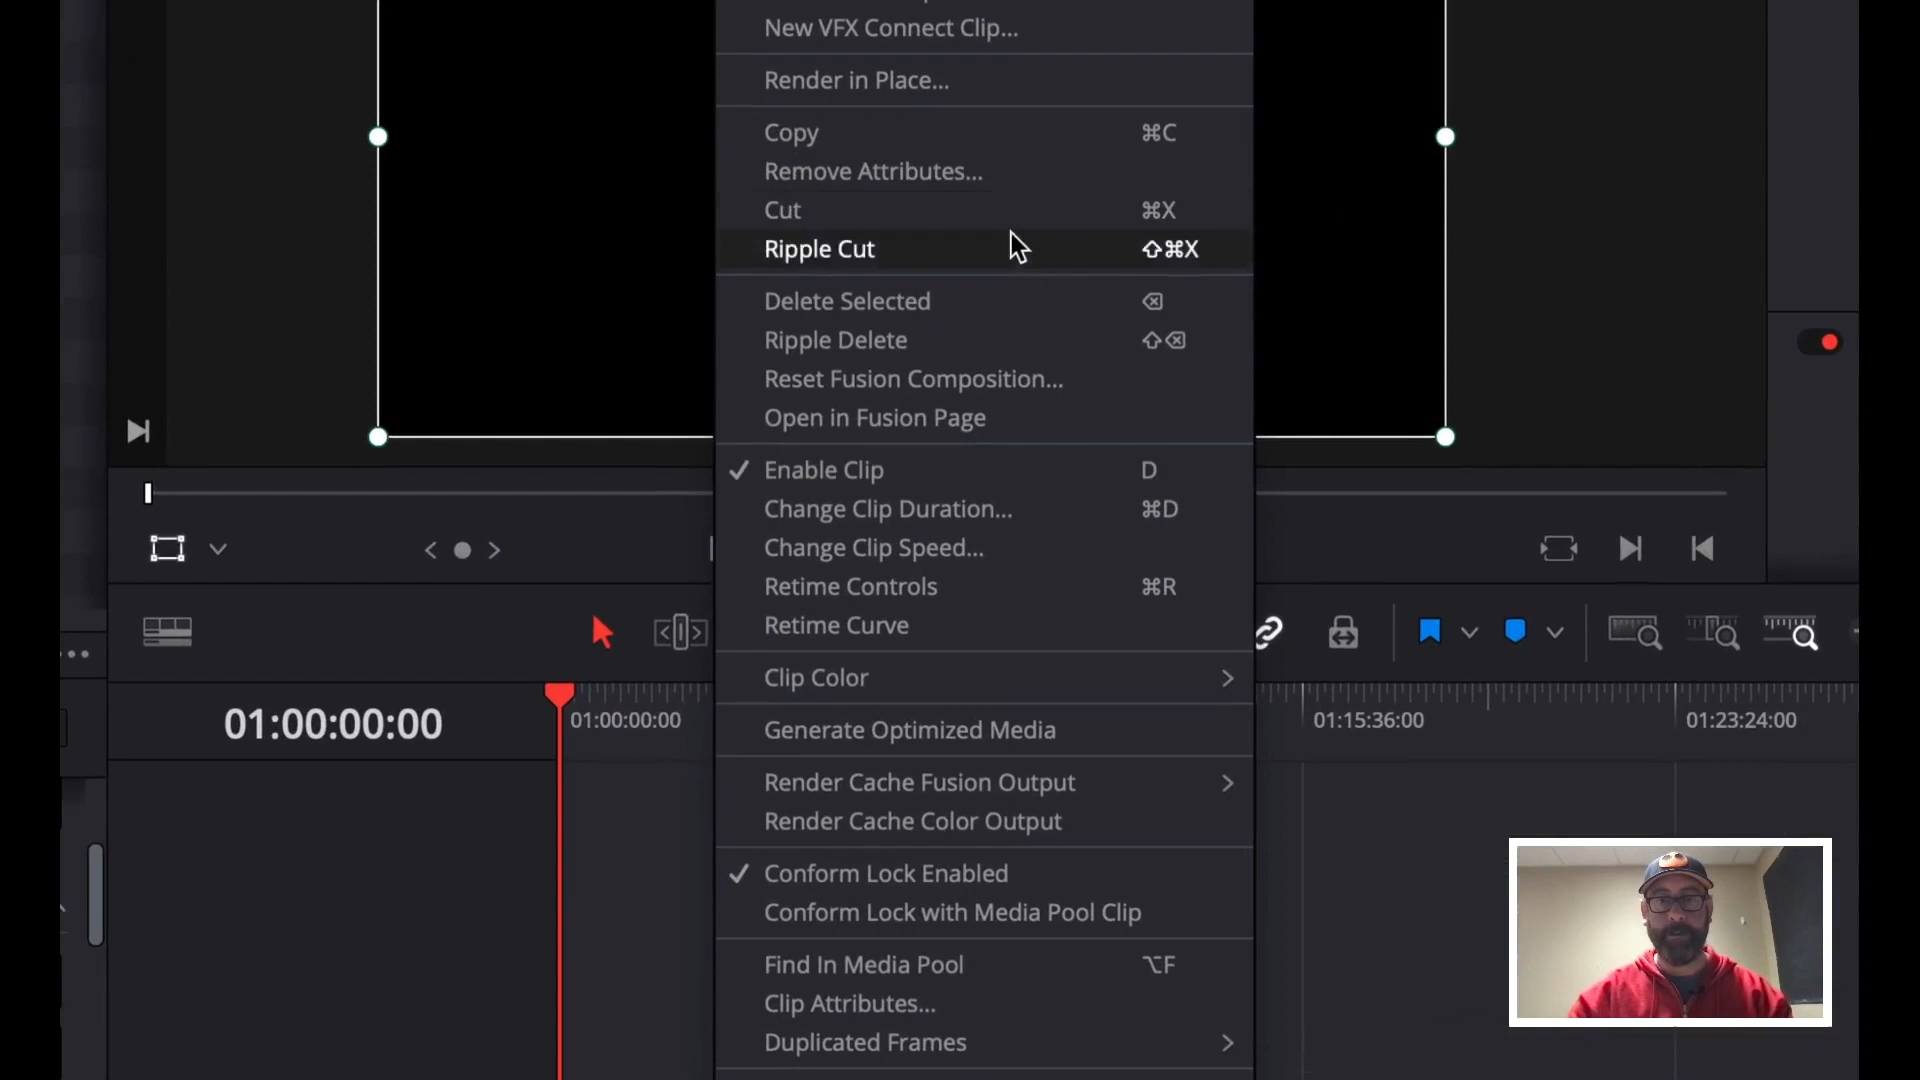 New VFX Connect Clip...
Render in Place...
Copy ⌘C
Remove Attributes...
Cut ⌘X
Ripple Cut ⇧⌘X
Delete Selected ⌫
Ripple Delete ⇧⌫
Reset Fusion Composition...
Open in Fusion Page
Enable Clip D
Change Clip Duration... ⌘D
Change Clip Speed...
Retime Controls ⌘R
Retime Curve
Clip Color
Generate Optimized Media
Render Cache Fusion Output
Render Cache Color Output
Conform Lock Enabled
Conform Lock with Media Pool Clip
Find In Media Pool ⌥F
Clip Attributes...
Duplicated Frames
01:00:00:00
01:00:00:00
01:15:36:00
01:23:24:00